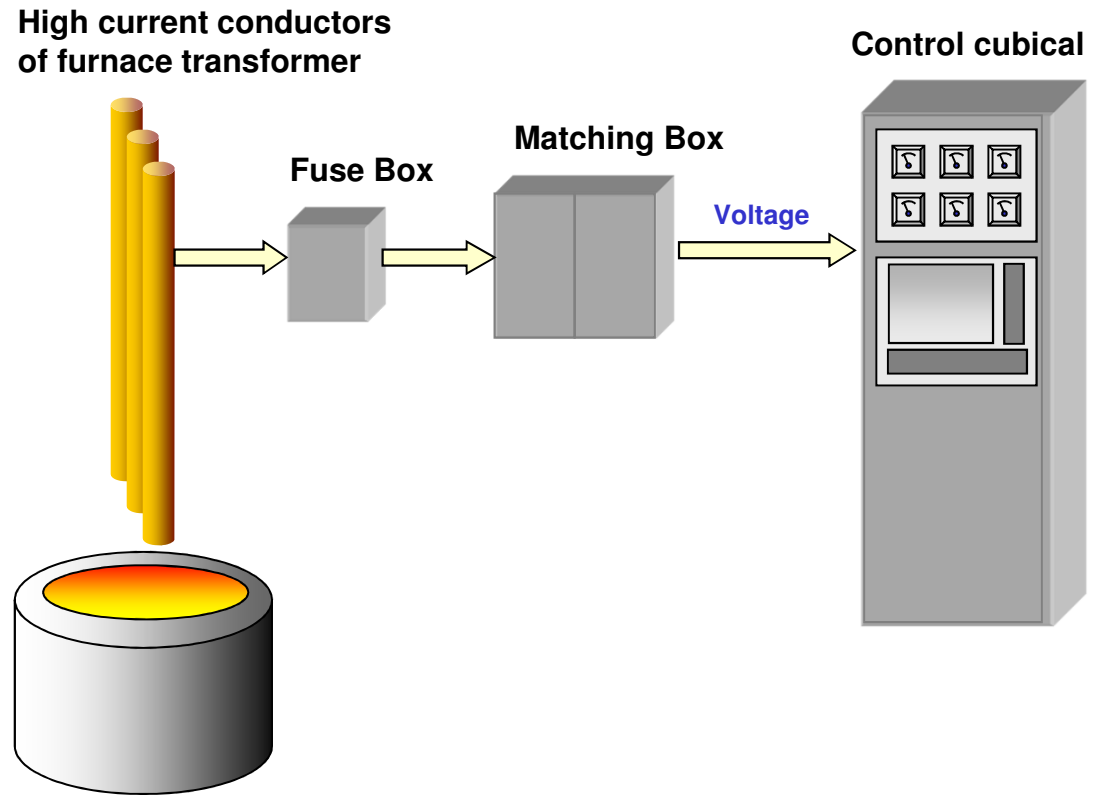 High current conductors
of furnace transformer
Control cubical
Matching Box
Fuse Box
Voltage